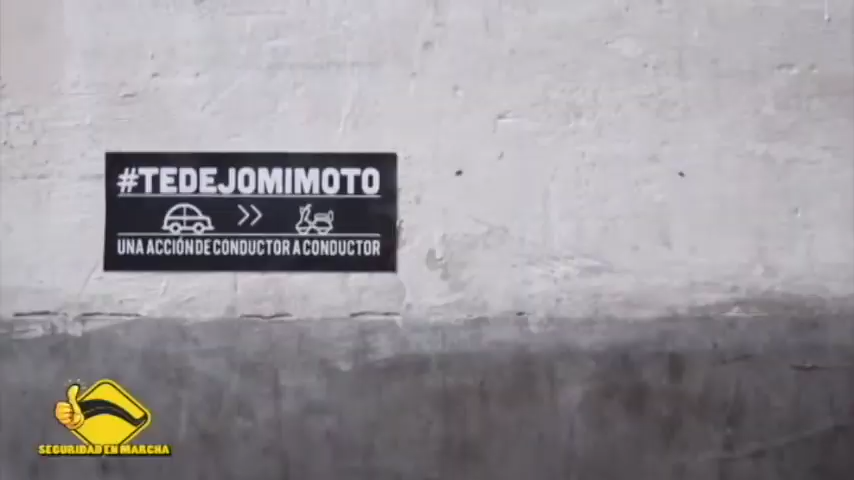 #TEDEJOMIMOTO
UNA ACCIÓN DE CONDUCTOR A CONDUCTOR
SEGURIDAD EN MARCHA